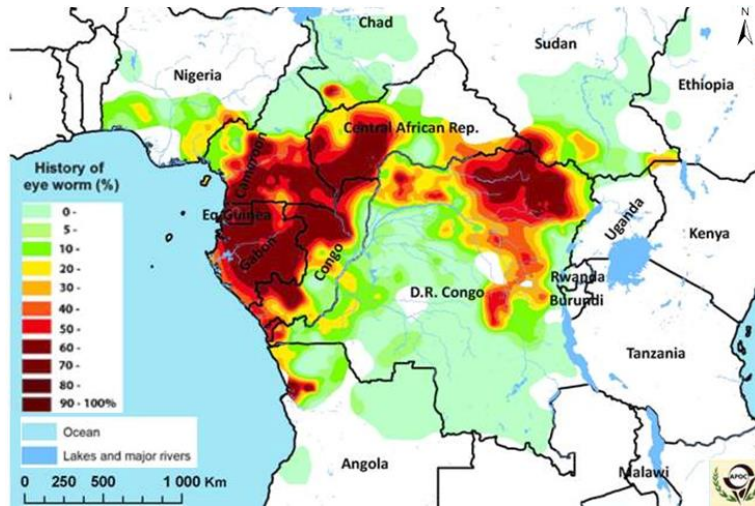 Chad
Sudan
N
Nigeria
Ethiopia
Central African Rep.
History of
eye worm (%)
Cameroon
0 -
5 -
10 -
20 -
30 -
40 -
50 -
60 -
70 -
80 -
90 - 100%
Eq Guinea
Gabon
Congo
Uganda
Kenya
D.R. Congo
Rwanda
Burundi
Tanzania
Ocean
Lakes and major rivers
0 250 500 1 000 Km
Angola
Malawi
APOC